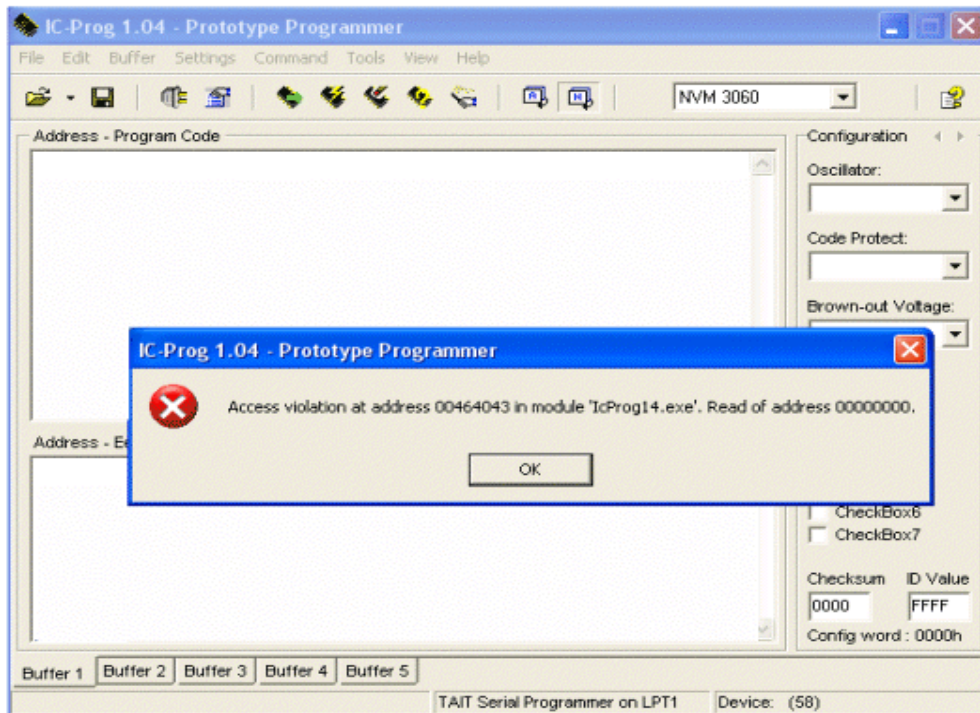 IC-Prog 1.04 - Prototype Programmer
File Edit Buffer Settings Command Tools View Help
NVM 3060
Address - Program Code
Configuration
Oscillator:
Code Protect:
Brown-out Voltage:
IC-Prog 1.04 - Prototype Programmer
Access violation at address 00464043 in module 'IcProg14.exe'. Read of address 00000000.
OK
Address - Ee
CheckBox6
CheckBox7
Checksum ID Value
0000 FFFF
Config word : 0000h
Buffer 1 Buffer 2 Buffer 3 Buffer 4 Buffer 5
TAIT Serial Programmer on LPT1 Device: (58)